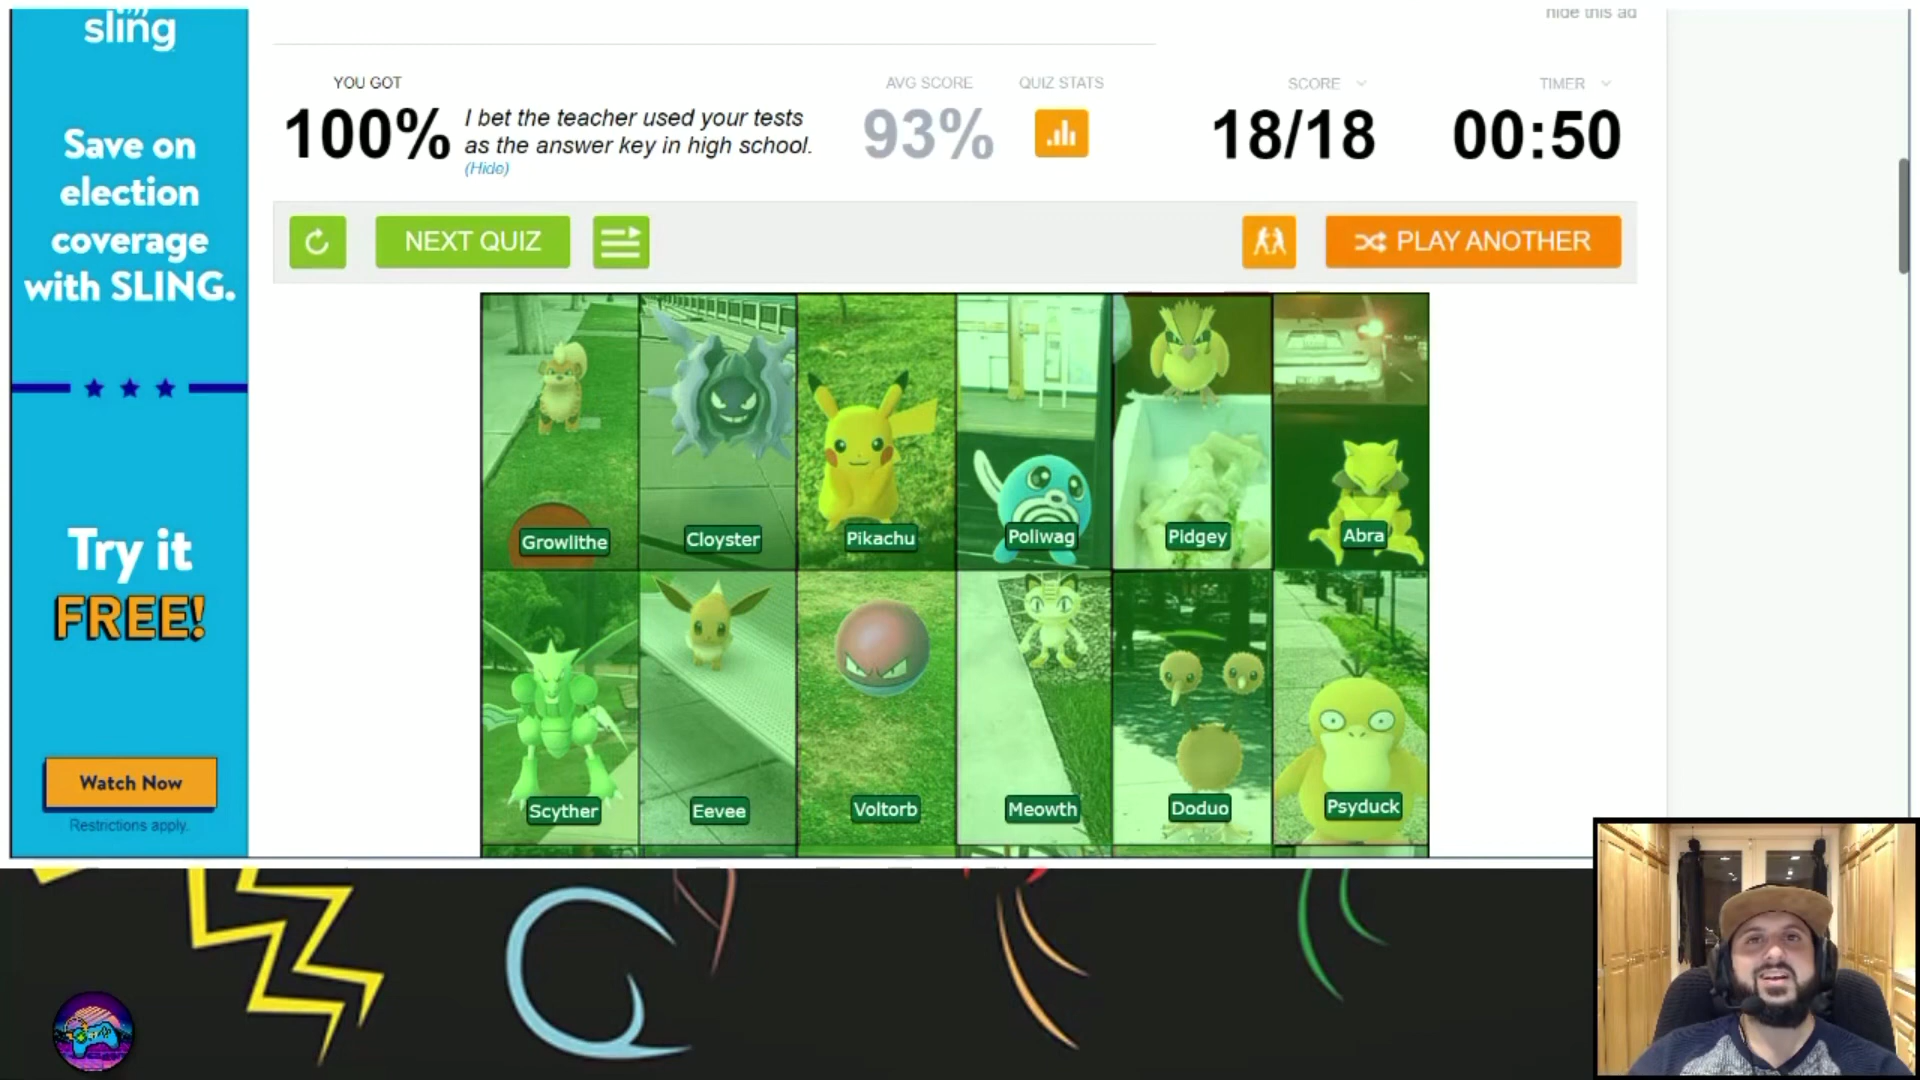 sling
hide this ad
Save on
election
coverage
with SLING.
Try it
FREE!
Watch Now
Restrictions apply.
YOU GOT
100%
I bet the teacher used your tests
as the answer key in high school.
(Hide)
AVG SCORE
93%
QUIZ STATS
SCORE
18/18
TIMER
00:50
NEXT QUIZ
PLAY ANOTHER
Growlithe
Cloyster
Pikachu
Poliwag
Pidgey
Abra
Scyther
Eevee
Voltorb
Meowth
Doduo
Psyduck